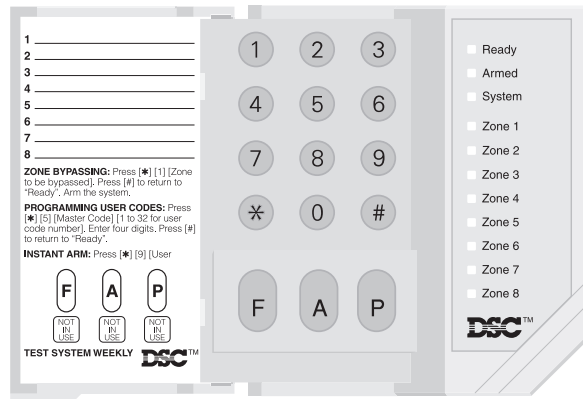 1
2
3
4
5
6
7
8
ZONE BYPASSING: Press [✱] [1] [Zone
to be bypassed]. Press [#] to return to
"Ready". Arm the system.
PROGRAMMING USER CODES: Press
[✱] [5] [Master Code] [1 to 32 for user
code number]. Enter four digits. Press [#]
to return to "Ready".
INSTANT ARM: Press [✱] [9] [User
F A P
NOT IN USE
NOT IN USE
NOT IN USE
TEST SYSTEM WEEKLY DSC™
1 2 3
4 5 6
7 8 9
* 0 #
F A P
Ready
Armed
System
Zone 1
Zone 2
Zone 3
Zone 4
Zone 5
Zone 6
Zone 7
Zone 8
DSC™